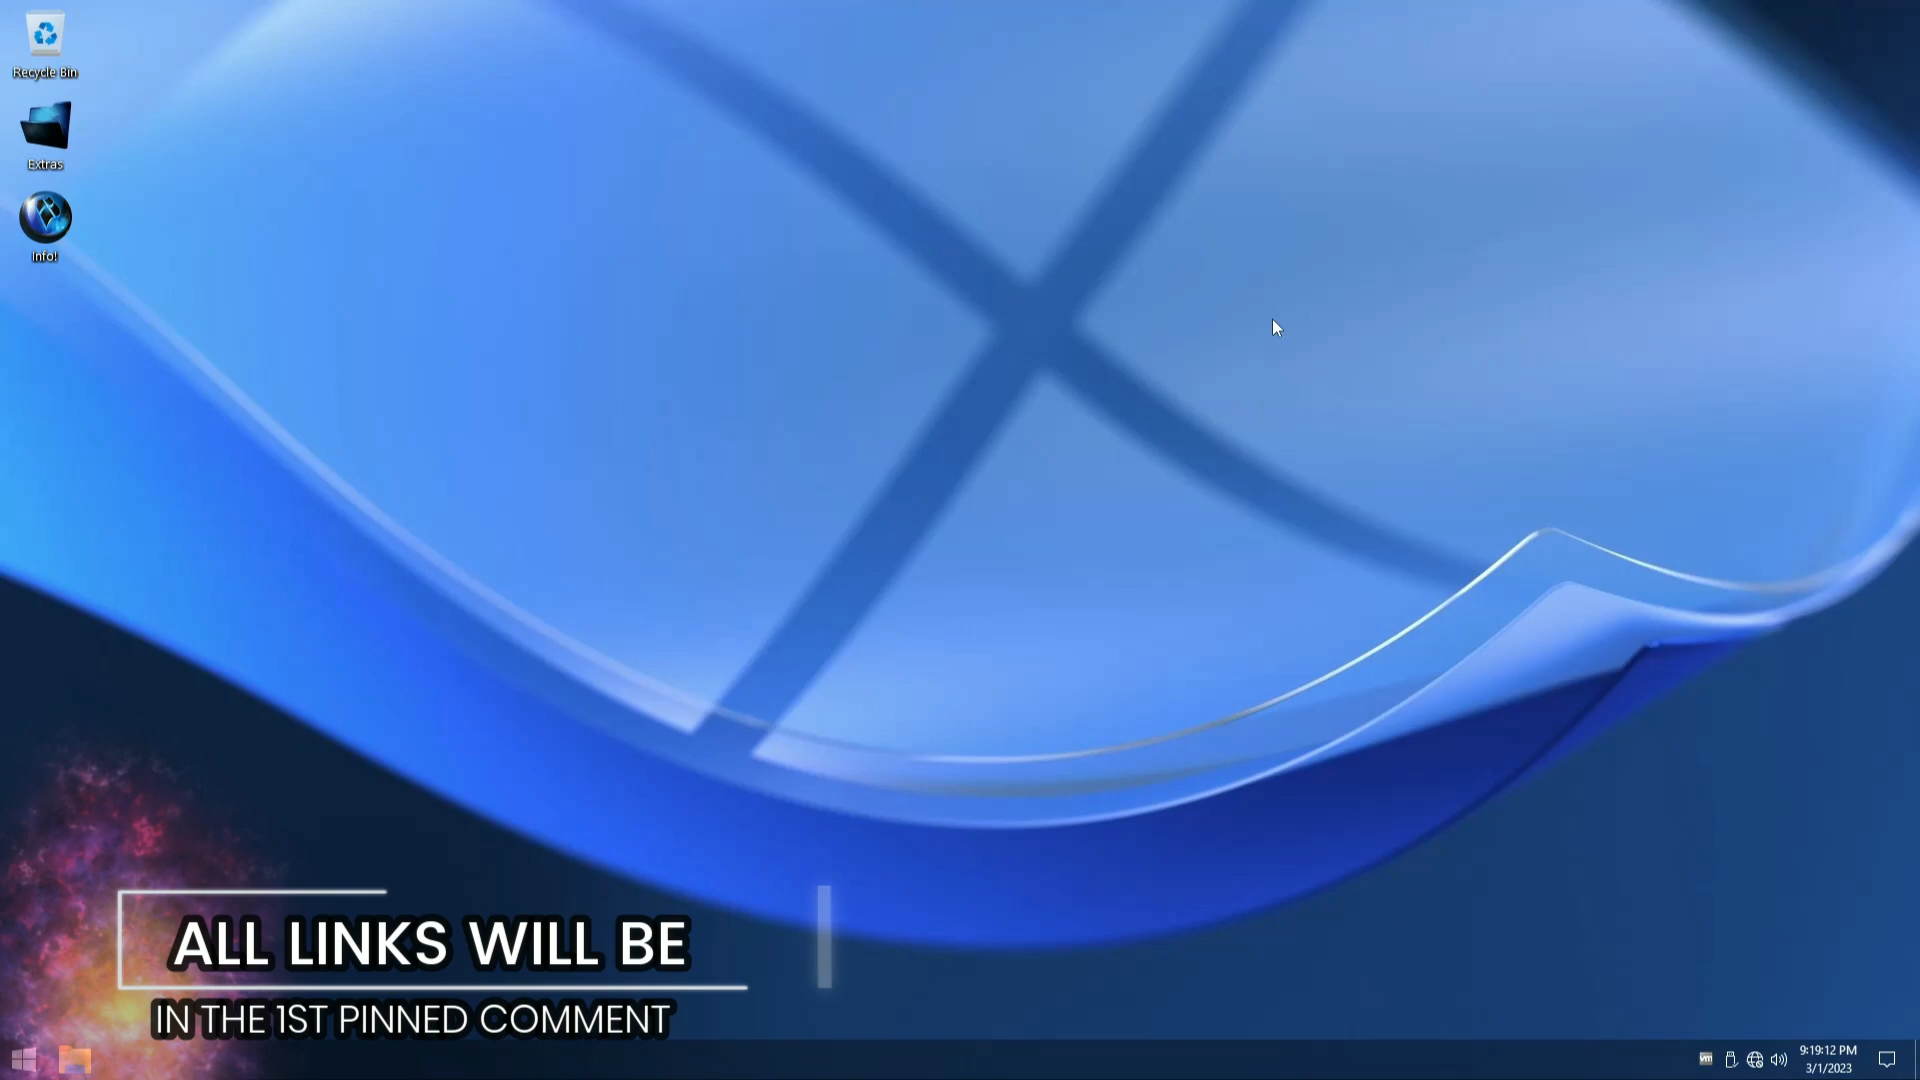 Recycle Bin
Extras
Info!
ALL LINKS WILL BE
IN THE 1ST PINNED COMMENT
vm
9:19:12 PM
3/1/2023